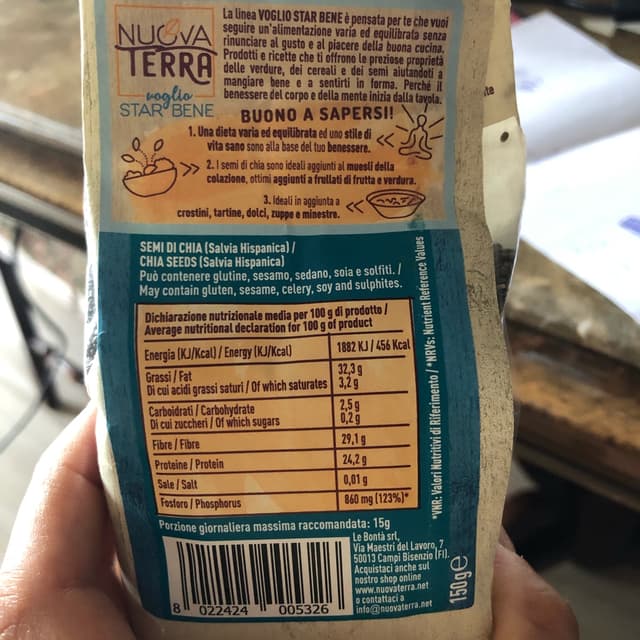 NUOVA
TERRA
voglio
STAR BENE
La linea VOGLIO STAR BENE è pensata per te che vuoi
seguire un'alimentazione varia ed equilibrata senza
rinunciare al gusto e al piacere della buona cucina.
Prodotti e ricette che ti offrono le preziose proprietà
delle verdure, dei cereali e dei semi aiutandoti a
mangiare bene e a sentirti in forma. Perché il
benessere del corpo e della mente inizia dalla tavola.
BUONO A SAPERSI!
1. Una dieta varia ed equilibrata ed uno stile di
vita sano sono alla base del tuo benessere.
2. I semi di chia sono ideali aggiunti al muesli della
colazione, ottimi aggiunti a frullati di frutta e verdura.
3. Ideali in aggiunta a
crostini, tartine, dolci, zuppe e minestre.
SEMI DI CHIA (Salvia Hispanica) /
CHIA SEEDS (Salvia Hispanica)
Può contenere glutine, sesamo, sedano, soia e solfiti. /
May contain gluten, sesame, celery, soy and sulphites.
Dichiarazione nutrizionale media per 100 g di prodotto /
Average nutritional declaration for 100 g of product
Energia (KJ/Kcal) / Energy (KJ/Kcal) 1882 KJ / 456 Kcal
Grassi / Fat 32,3 g
Di cui acidi grassi saturi / Of which saturates 3,2 g
Carboidrati / Carbohydrate 2,5 g
Di cui zuccheri / Of which sugars 0,2 g
Fibre / Fibre 29,1 g
Proteine / Protein 24,2 g
Sale / Salt 0,01 g
Fosforo / Phosphorus 860 mg (123%)*
*VNR: Valori Nutritivi di Riferimento / *NRVs: Nutrient Reference Values
Porzione giornaliera massima raccomandata: 15g
Le Bontà srl,
Via Maestri del Lavoro, 7
50013 Campi Bisenzio (FI).
Acquistaci anche sul
nostro shop online
www.nuovaterra.net
o contattaci a
info@nuovaterra.net
8 022424 005326
150g e